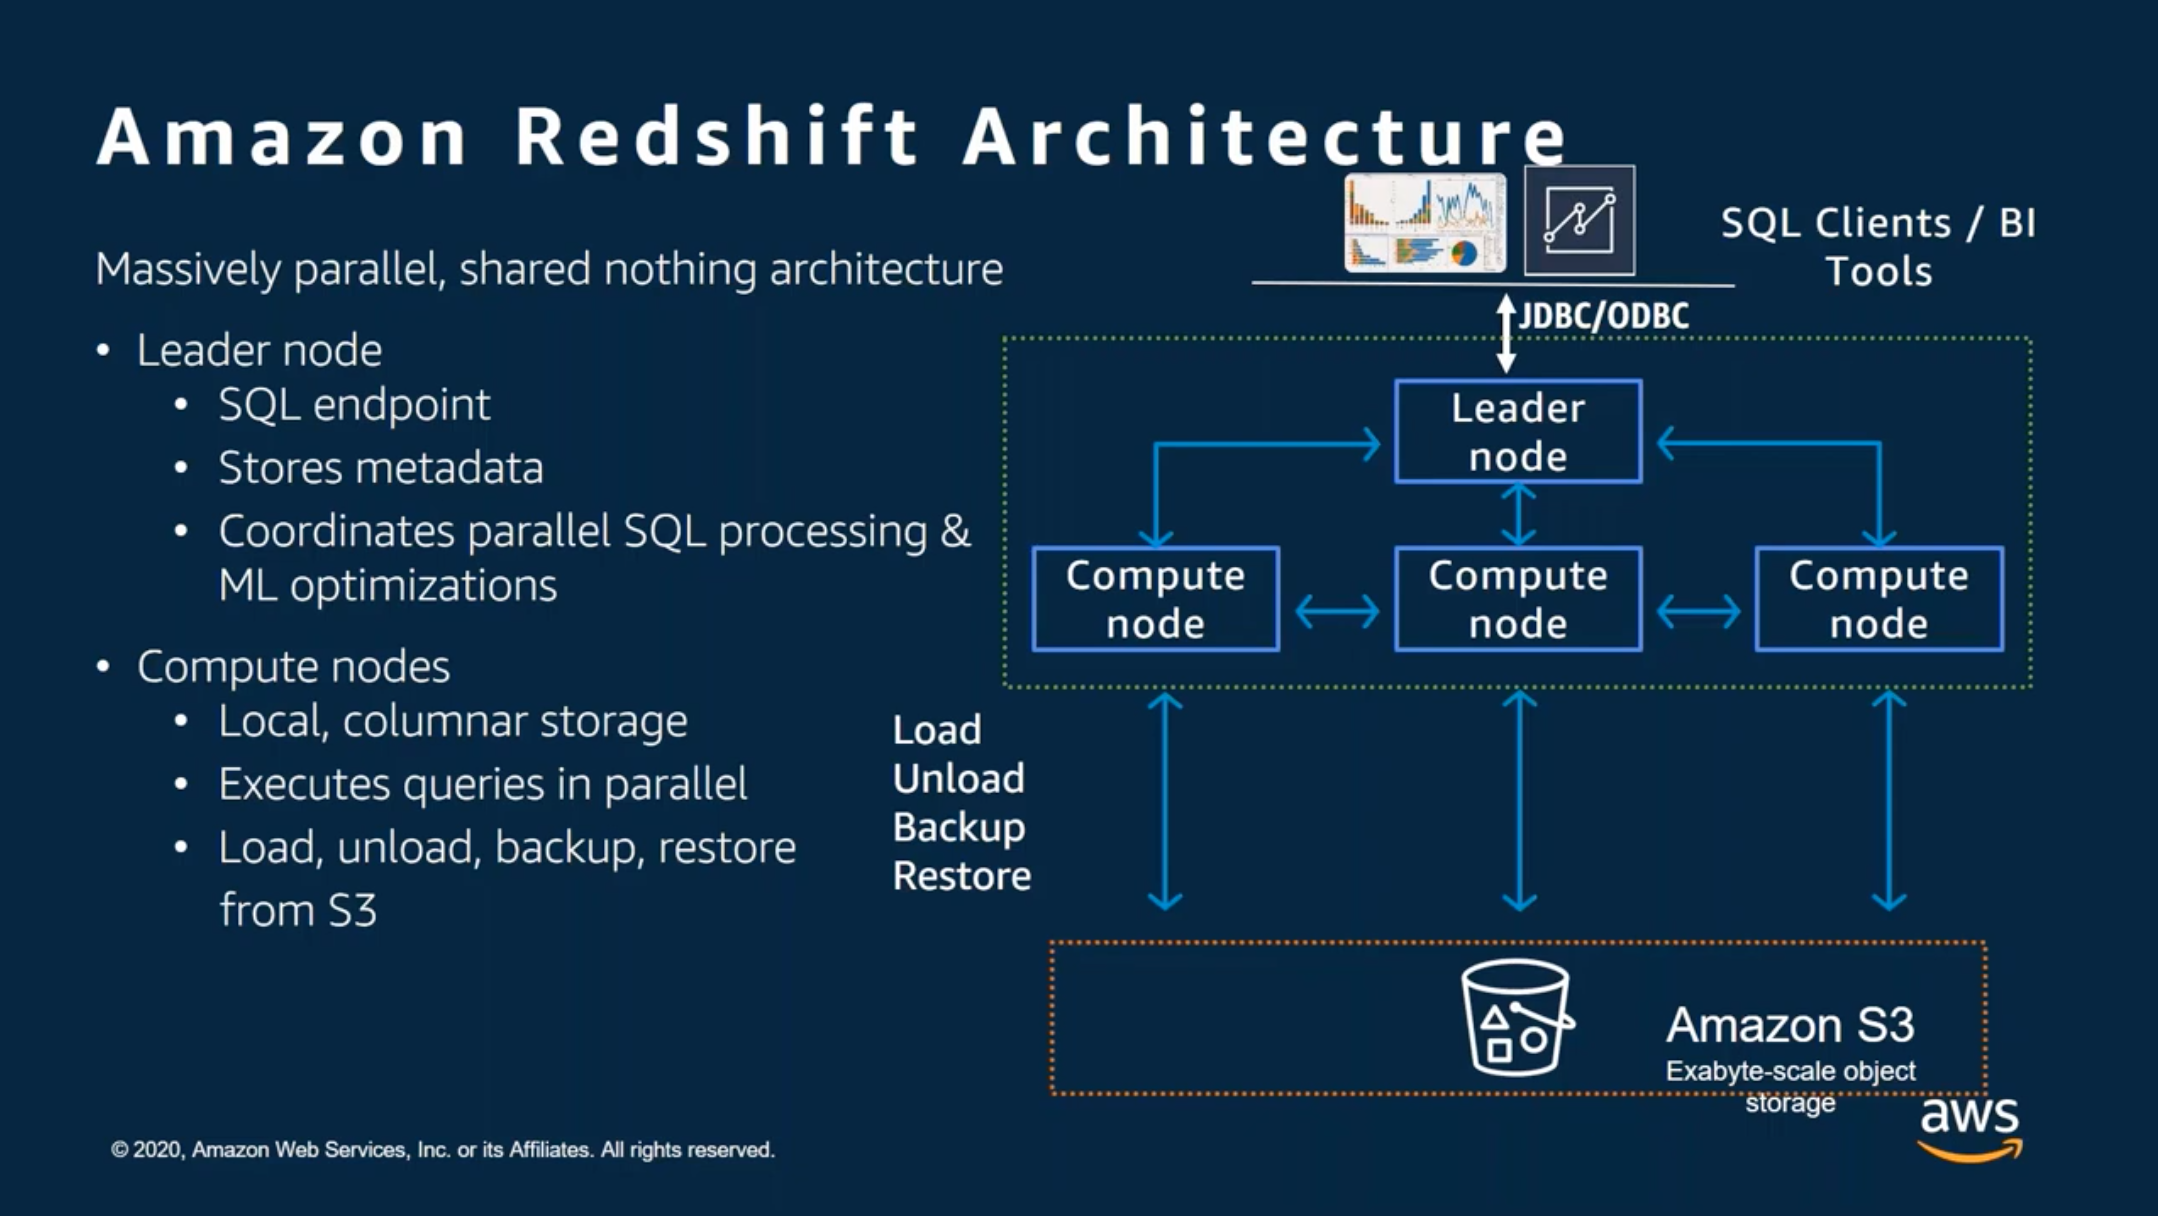 Amazon Redshift Architecture
Massively parallel, shared nothing architecture
• Leader node
• SQL endpoint
• Stores metadata
• Coordinates parallel SQL processing &
ML optimizations
• Compute nodes
• Local, columnar storage
• Executes queries in parallel
• Load, unload, backup, restore
from S3
SQL Clients / BI
Tools
JDBC/ODBC
Leader
node
Compute
node
Compute
node
Compute
node
Load
Unload
Backup
Restore
Amazon S3
Exabyte-scale object
storage
aws
© 2020, Amazon Web Services, Inc. or its Affiliates. All rights reserved.